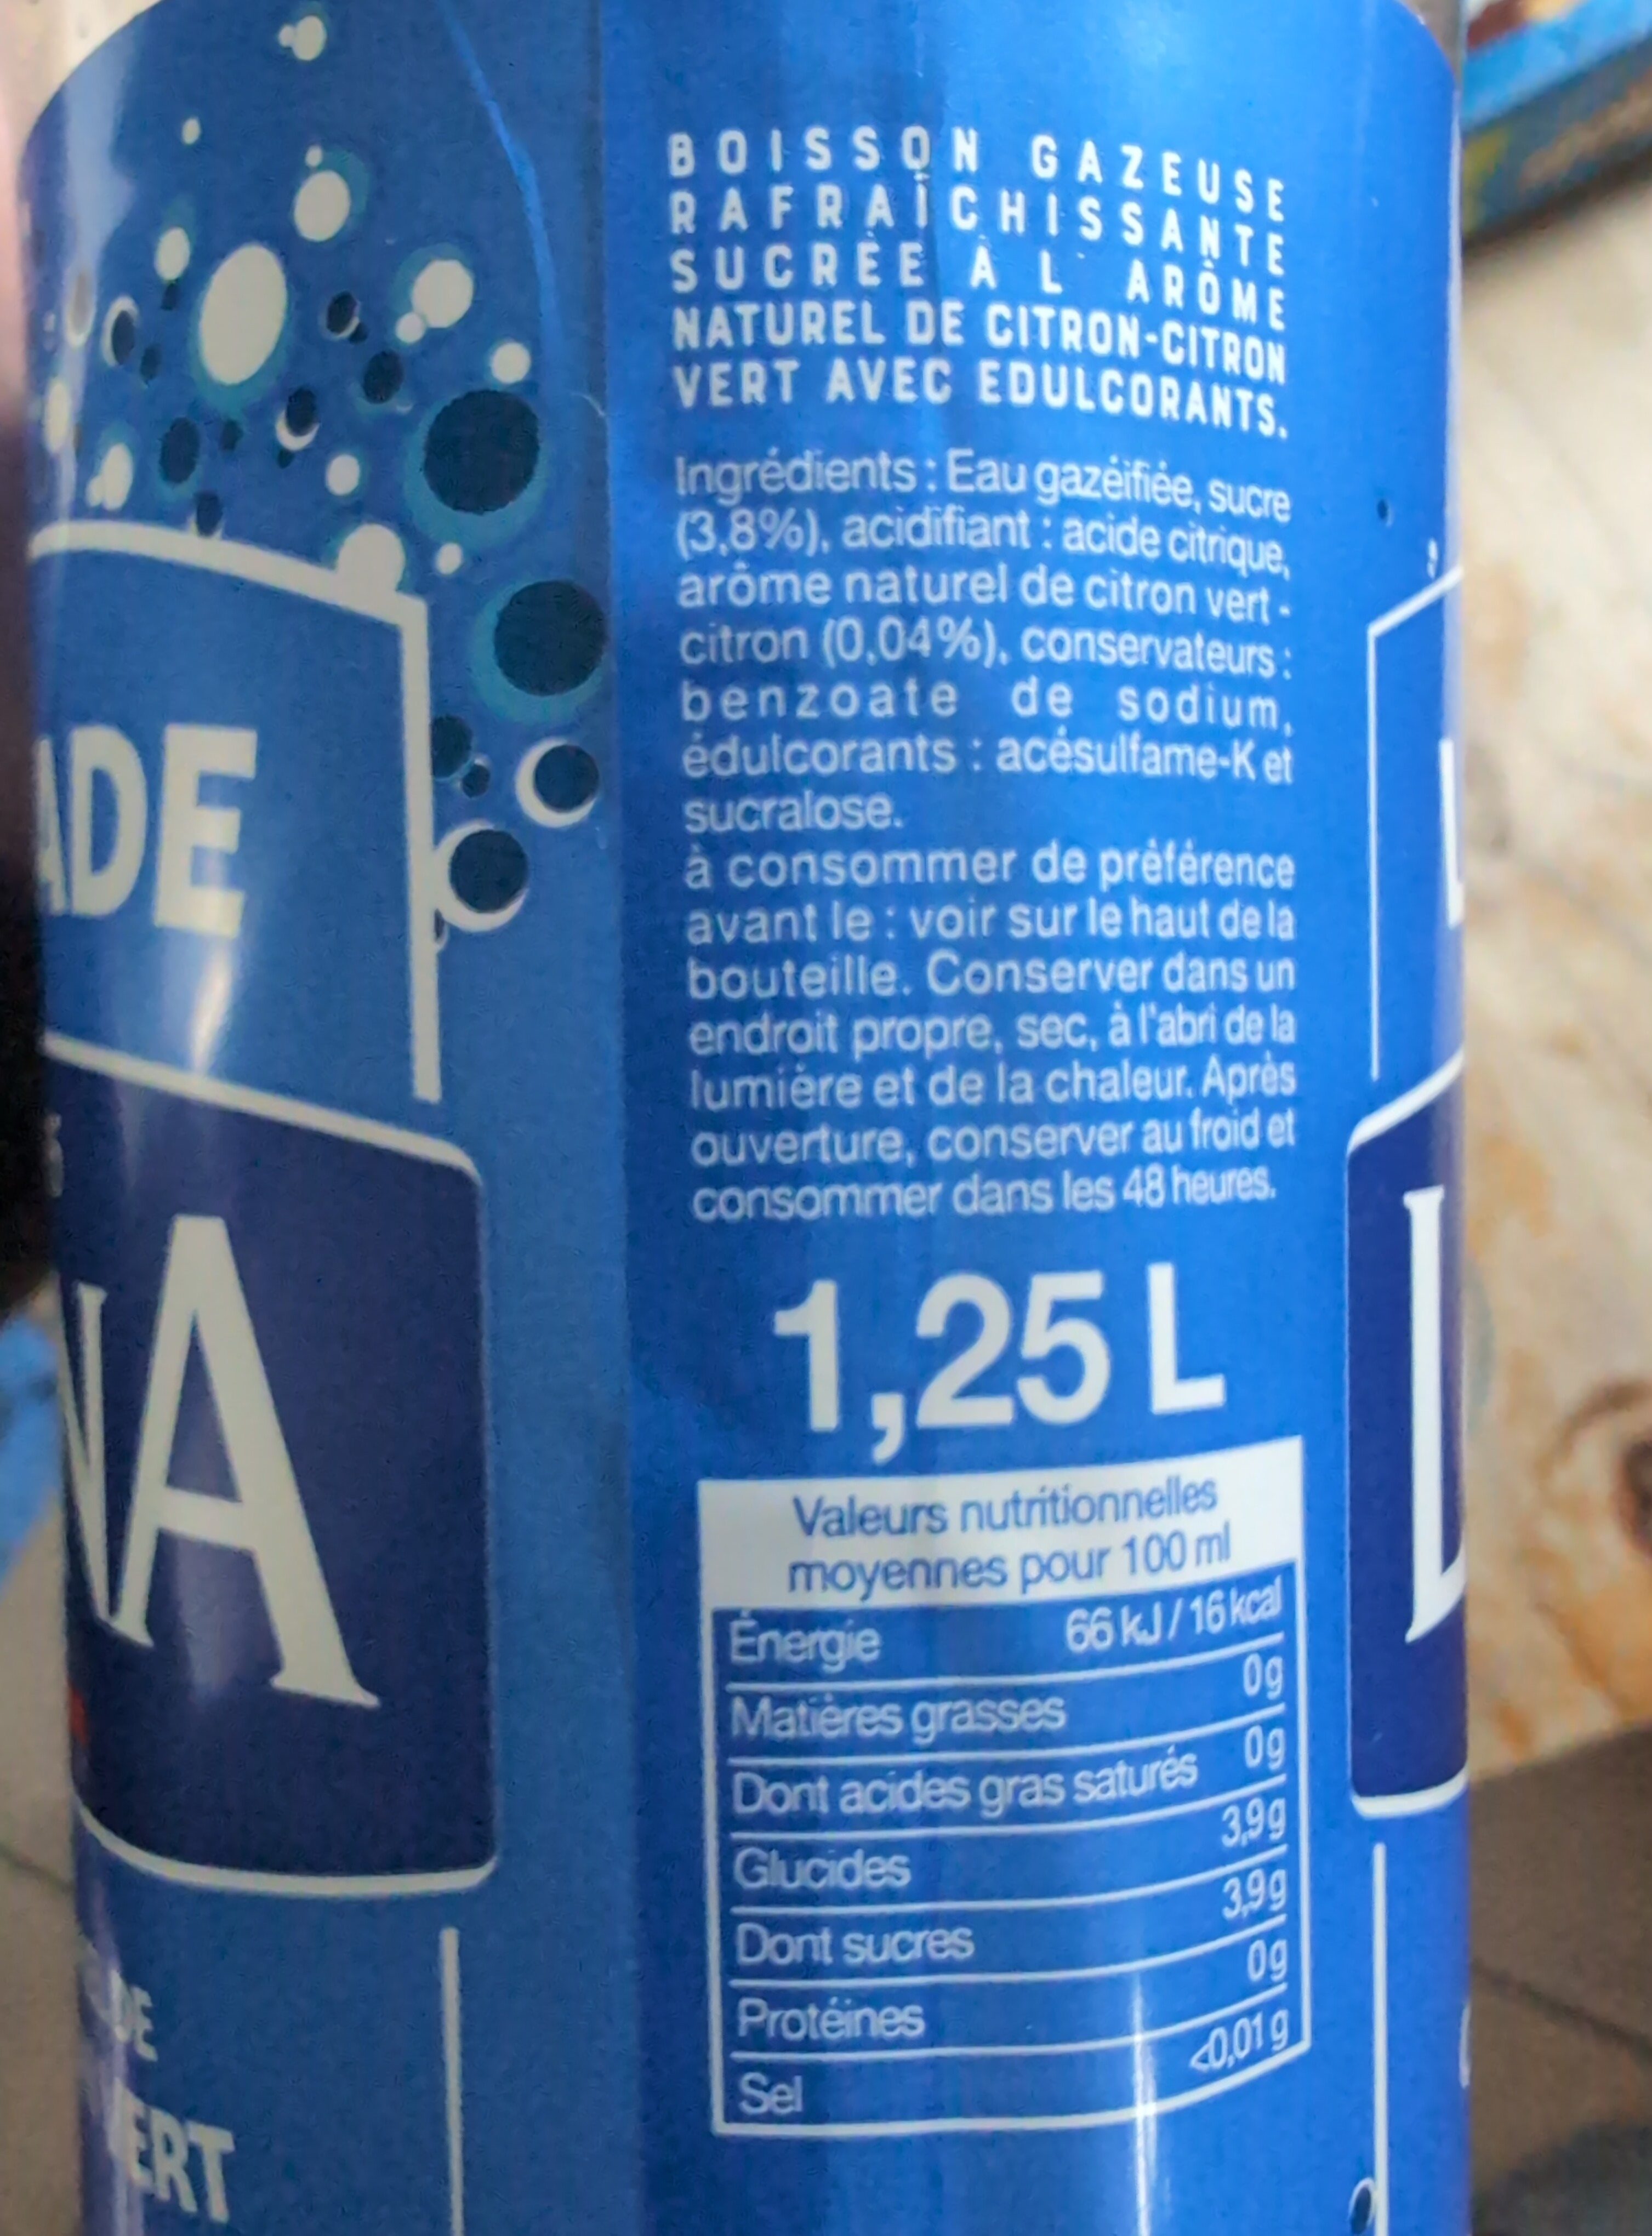 BOISSON GAZEUSE
RAFRAÎCHISSANTE
SUCRÉE À L' ARÔME
NATUREL DE CITRON-CITRON
VERT AVEC EDULCORANTS.
Ingrédients : Eau gazéifiée, sucre
(3,8%), acidifiant : acide citrique,
arôme naturel de citron vert -
citron (0,04%), conservateurs :
benzoate de sodium,
édulcorants : acésulfame-K et
sucralose.
à consommer de préférence
avant le : voir sur le haut de la
bouteille. Conserver dans un
endroit propre, sec, à l'abri de la
lumière et de la chaleur. Après
ouverture, conserver au froid et
consommer dans les 48 heures.
1,25 L
Valeurs nutritionnelles
moyennes pour 100 ml
Énergie 66 kJ / 16 kcal
Matières grasses 0g
Dont acides gras saturés 0g
Glucides 3,9g
Dont sucres 3,9g
Protéines 0g
Sel <0,01g
ADE
NA
DE
ERT
L